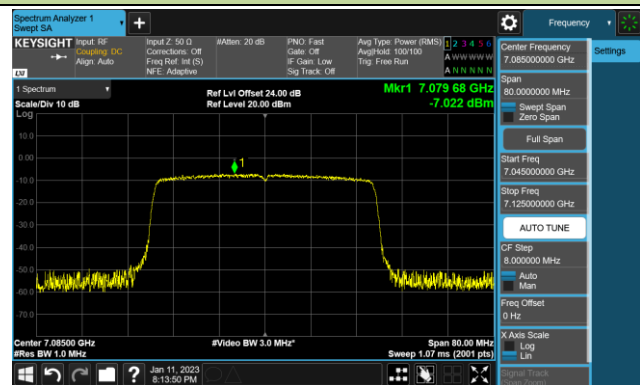 Spectrum Analyzer 1
Swept SA
Frequency
KEYSIGHT
Input: RF
Coupling: DC
Align: Auto
Input Z: 50 Ω
Corrections: Off
Freq Ref: Int (S)
NFE: Adaptive
#Atten: 20 dB
PNO: Fast
Gate: Off
IF Gain: Low
Sig Track: Off
Avg Type: Power (RMS)
Avg|Hold: 100/100
Trig: Free Run
1 2 3 4 5 6
A W W W W W
A N N N N N
LXI
1 Spectrum
Scale/Div 10 dB
Log
Ref Lvl Offset 24.00 dB
Ref Level 20.00 dBm
Mkr1 7.079 68 GHz
-7.022 dBm
10.0
0.00
-10.0
-20.0
-30.0
-40.0
-50.0
-60.0
-70.0
1
Center 7.08500 GHz
#Res BW 1.0 MHz
#Video BW 3.0 MHz*
Span 80.00 MHz
Sweep 1.07 ms (2001 pts)
Jan 11, 2023
8:13:50 PM
Center Frequency
7.085000000 GHz
Span
80.0000000 MHz
Swept Span
Zero Span
Full Span
Start Freq
7.045000000 GHz
Stop Freq
7.125000000 GHz
AUTO TUNE
CF Step
8.000000 MHz
Auto
Man
Freq Offset
0 Hz
X Axis Scale
Log
Lin
Signal Track
(Span Zoom)
Settings